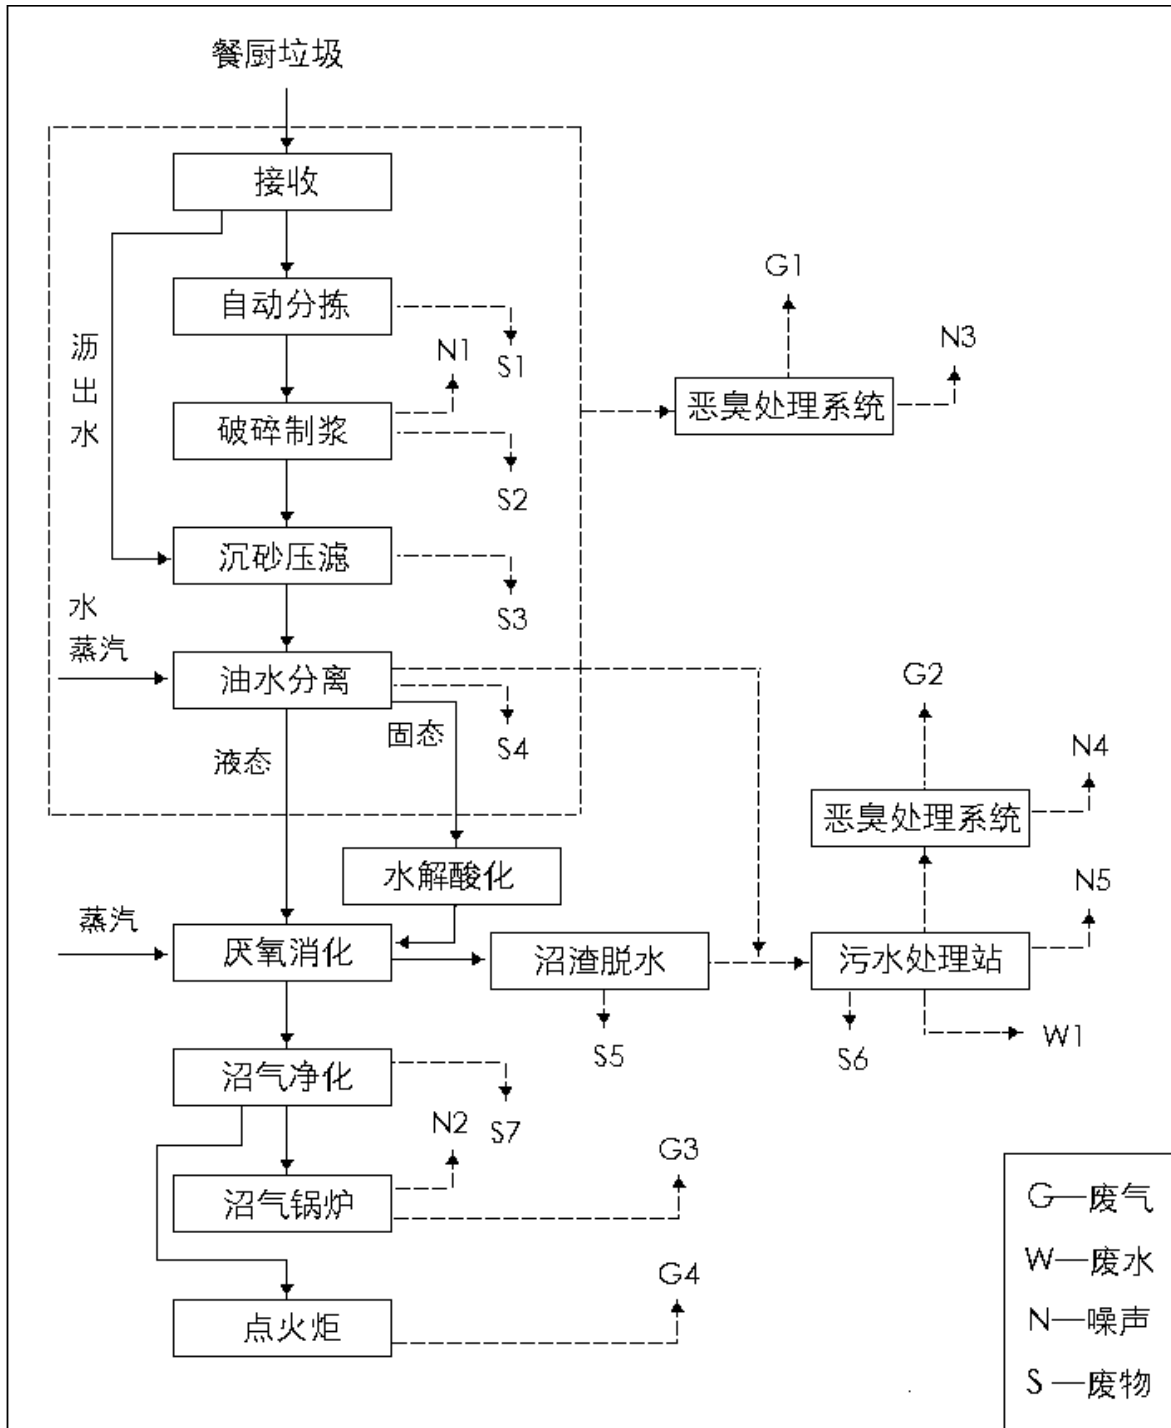 餐厨垃圾
接收
自动分拣
G1
沥出水
N1
S1
N3
破碎制浆
恶臭处理系统
S2
沉砂压滤
水
蒸汽
S3
油水分离
G2
固态
S4
液态
N4
恶臭处理系统
水解酸化
N5
蒸汽
厌氧消化
沼渣脱水
污水处理站
S5
S6
W1
沼气净化
N2
S7
G3
沼气锅炉
G4
点火炬
G—废气
W—废水
N—噪声
S—废物